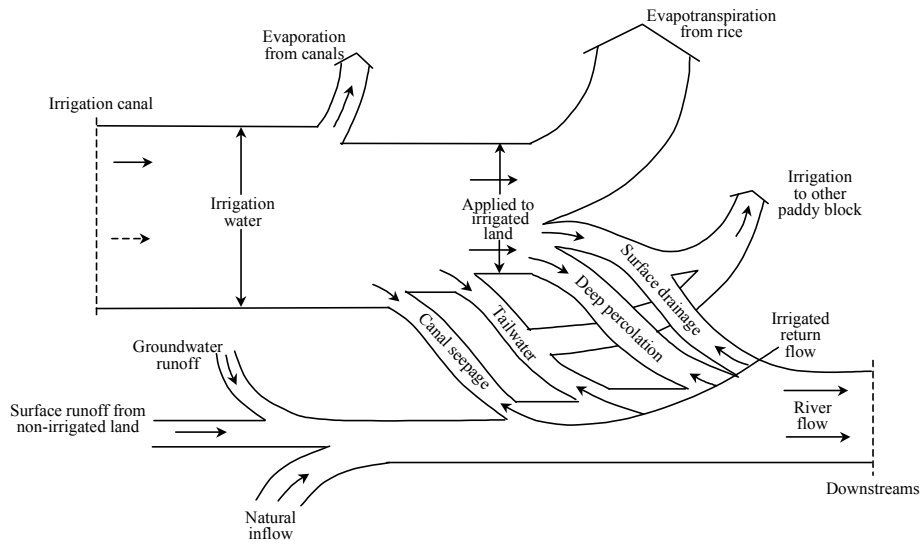 Evapotranspiration
from rice
Evaporation
from canals
Irrigation canal
Irrigation
to other
paddy block
Irrigation
water
Applied to
irrigated
land
Surface drainage
Deep percolation
Tailwater
Canal seepage
Irrigated
return
flow
Groundwater
runoff
Surface runoff from
non-irrigated land
River
flow
Downstreams
Natural
inflow